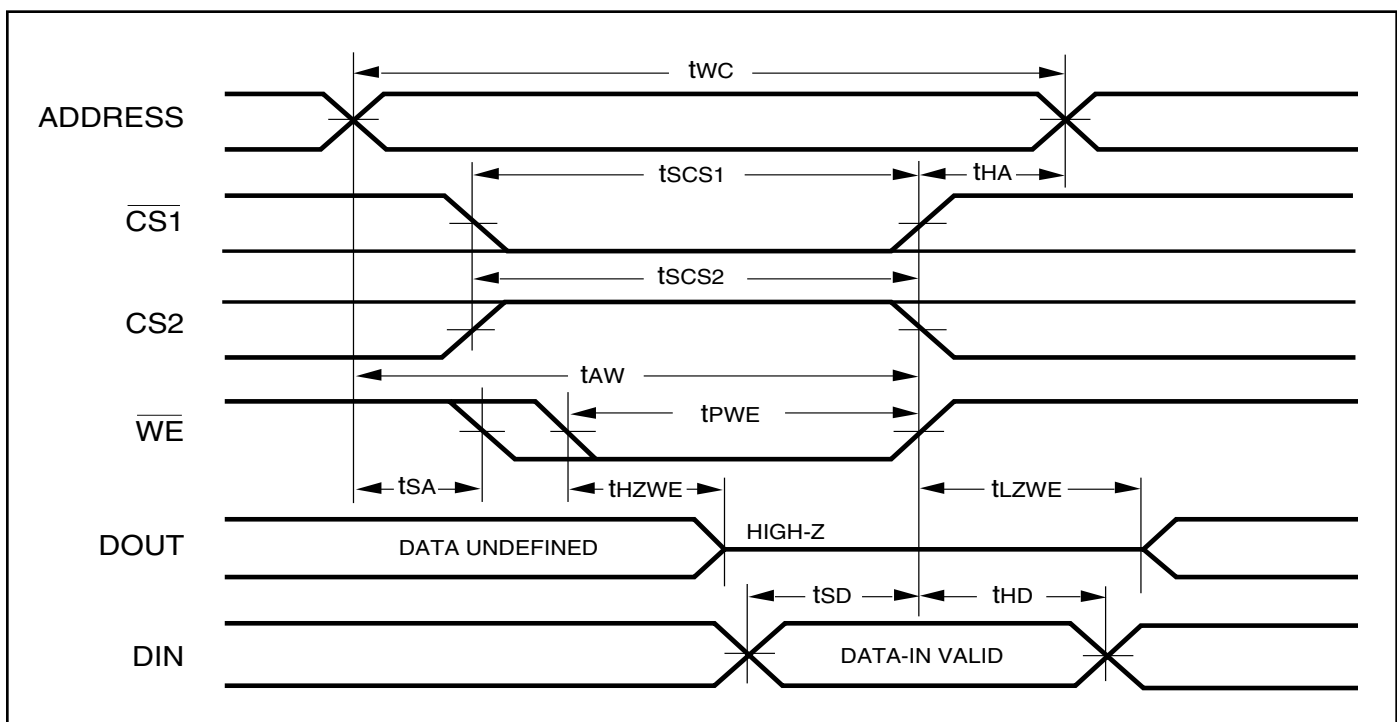 tWC
ADDRESS
tSCS1
tHA
CS1
tSCS2
CS2
tAW
tPWE
WE
tSA
tHZWE
tLZWE
DOUT
DATA UNDEFINED
HIGH-Z
tSD
tHD
DIN
DATA-IN VALID